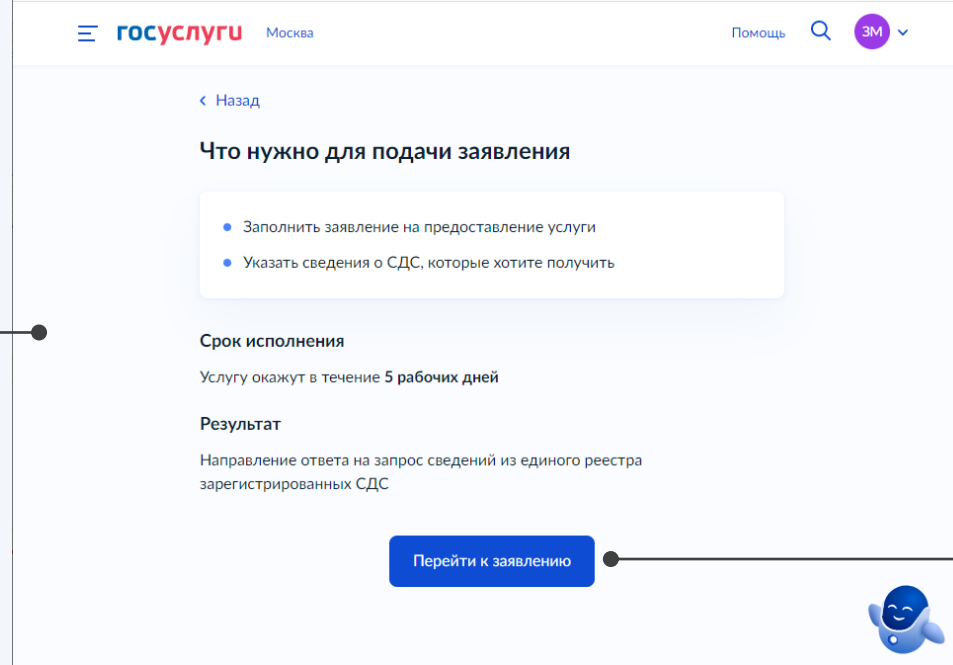 госуслуги Москва Помощь ЗМ
Назад
Что нужно для подачи заявления
Заполнить заявление на предоставление услуги
Указать сведения о СДС, которые хотите получить
Срок исполнения
Услугу окажут в течение 5 рабочих дней
Результат
Направление ответа на запрос сведений из единого реестра
зарегистрированных СДС
Перейти к заявлению